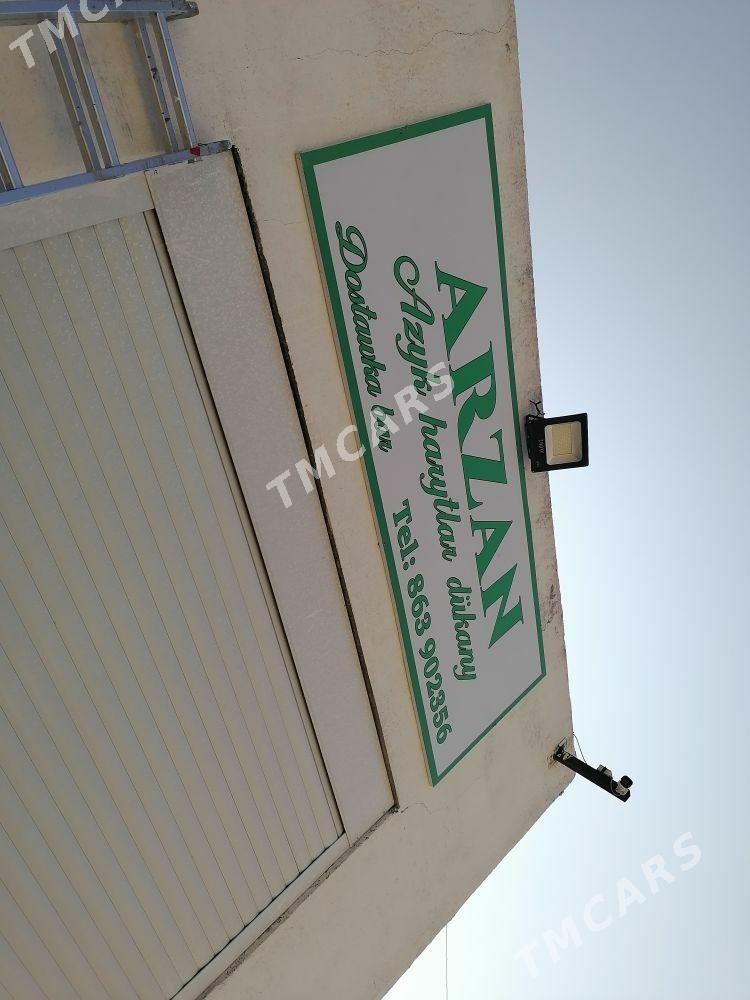 ARZAN
Azyk harytlar dükany
Dostawka bar
Tel: 863 902356
TMCARS
TMCARS
TMCARS